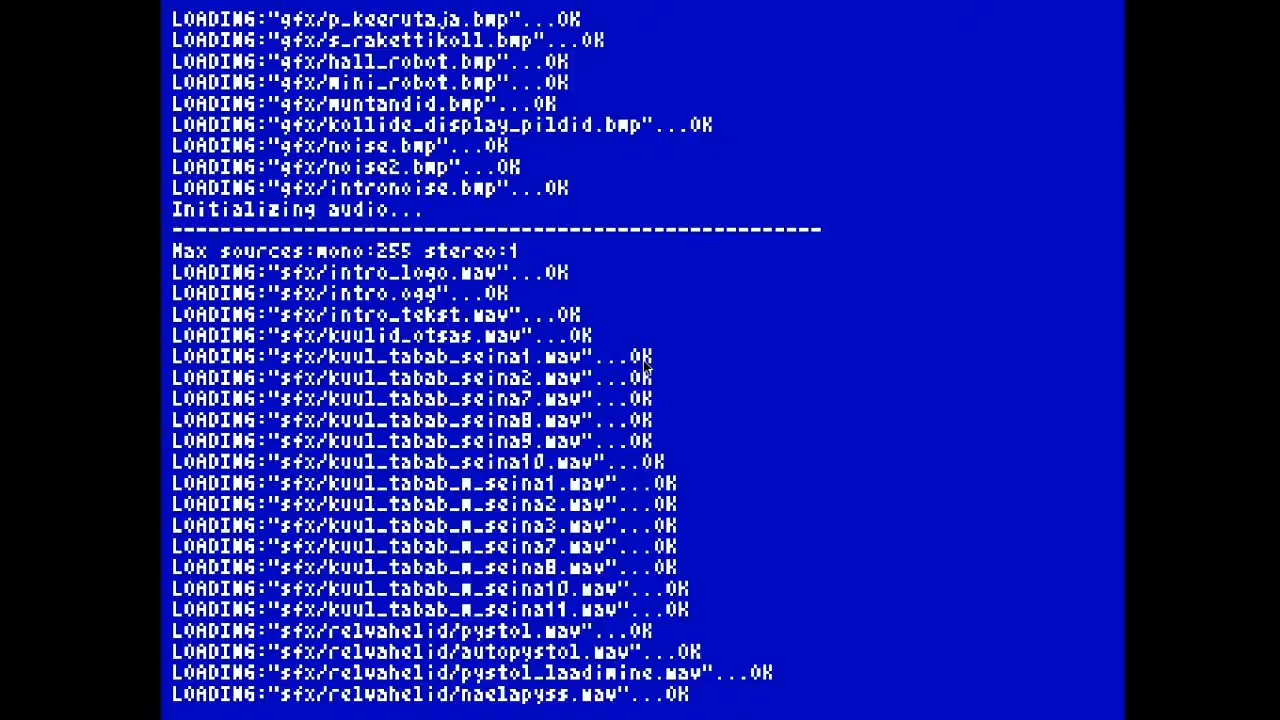 LOADING:"gfx/p_keerutaja.bmp"...OK
LOADING:"gfx/s_rakettikoll.bmp"...OK
LOADING:"gfx/hall_robot.bmp"...OK
LOADING:"gfx/mini_robot.bmp"...OK
LOADING:"gfx/muntandid.bmp"...OK
LOADING:"gfx/kollide_display_pildid.bmp"...OK
LOADING:"gfx/noise.bmp"...OK
LOADING:"gfx/noise2.bmp"...OK
LOADING:"gfx/intronoise.bmp"...OK
Initializing audio...
------------------------------------------------------
Max sources:mono:255 stereo:1
LOADING:"sfx/intro_logo.wav"...OK
LOADING:"sfx/intro.ogg"...OK
LOADING:"sfx/intro_tekst.wav"...OK
LOADING:"sfx/kuulid_otsas.wav"...OK
LOADING:"sfx/kuul_tabab_seina1.wav"...OK
LOADING:"sfx/kuul_tabab_seina2.wav"...OK
LOADING:"sfx/kuul_tabab_seina7.wav"...OK
LOADING:"sfx/kuul_tabab_seina8.wav"...OK
LOADING:"sfx/kuul_tabab_seina9.wav"...OK
LOADING:"sfx/kuul_tabab_seina10.wav"...OK
LOADING:"sfx/kuul_tabab_m_seina1.wav"...OK
LOADING:"sfx/kuul_tabab_m_seina2.wav"...OK
LOADING:"sfx/kuul_tabab_m_seina3.wav"...OK
LOADING:"sfx/kuul_tabab_m_seina7.wav"...OK
LOADING:"sfx/kuul_tabab_m_seina8.wav"...OK
LOADING:"sfx/kuul_tabab_m_seina10.wav"...OK
LOADING:"sfx/kuul_tabab_m_seina11.wav"...OK
LOADING:"sfx/relvahelid/pystol.wav"...OK
LOADING:"sfx/relvahelid/autopystol.wav"...OK
LOADING:"sfx/relvahelid/pystol_laadimine.wav"...OK
LOADING:"sfx/relvahelid/naelapyss.wav"...OK